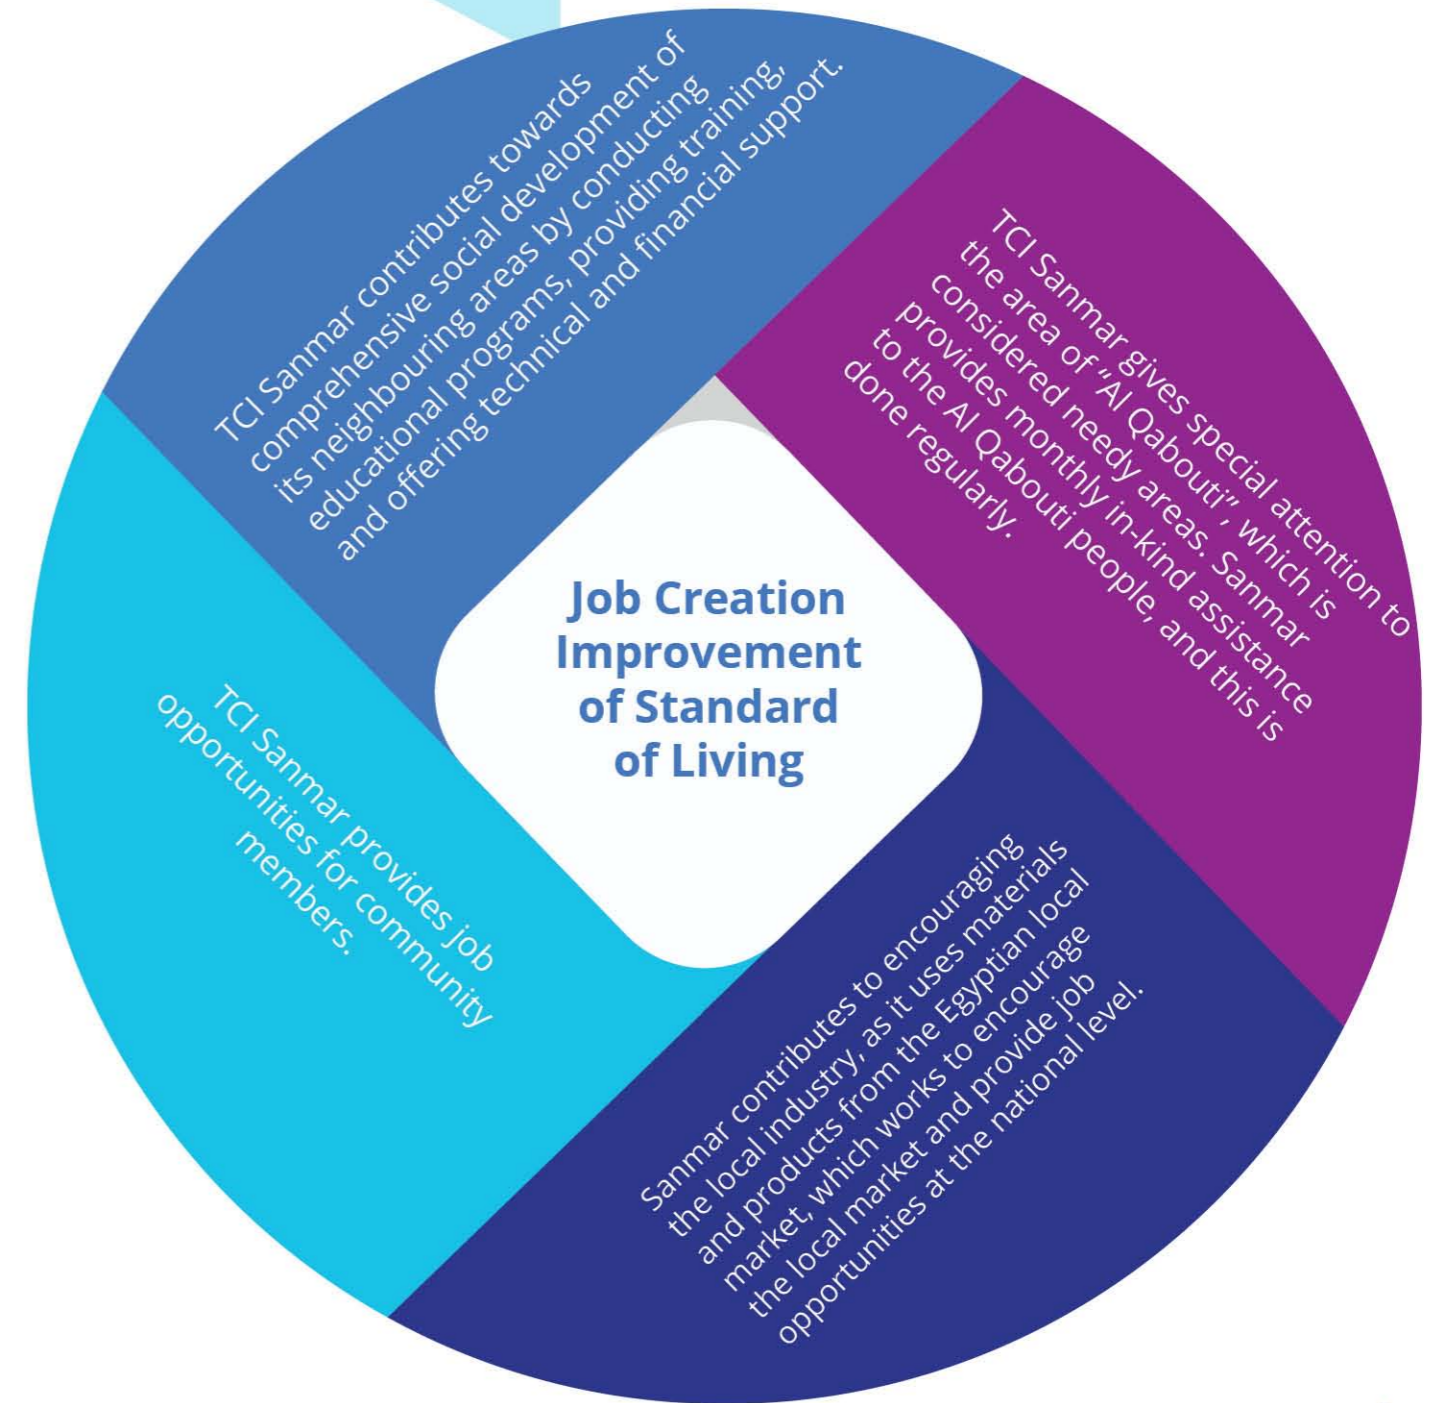 TCI Sanmar contributes towards
comprehensive social development of
its neighbouring areas by conducting
educational programs, providing training,
and offering technical and financial support.
TCI Sanmar gives special attention to
the area of “Al Qabouti”, which is
considered needy areas. Sanmar
provides monthly in-kind assistance
to the Al Qabouti people, and this is
done regularly.
Job Creation
Improvement
of Standard
of Living
TCI Sanmar provides job
opportunities for community
members.
Sanmar contributes to encouraging
the local industry, as it uses materials
and products from the Egyptian local
market, which works to encourage
the local market and provide job
opportunities at the national level.